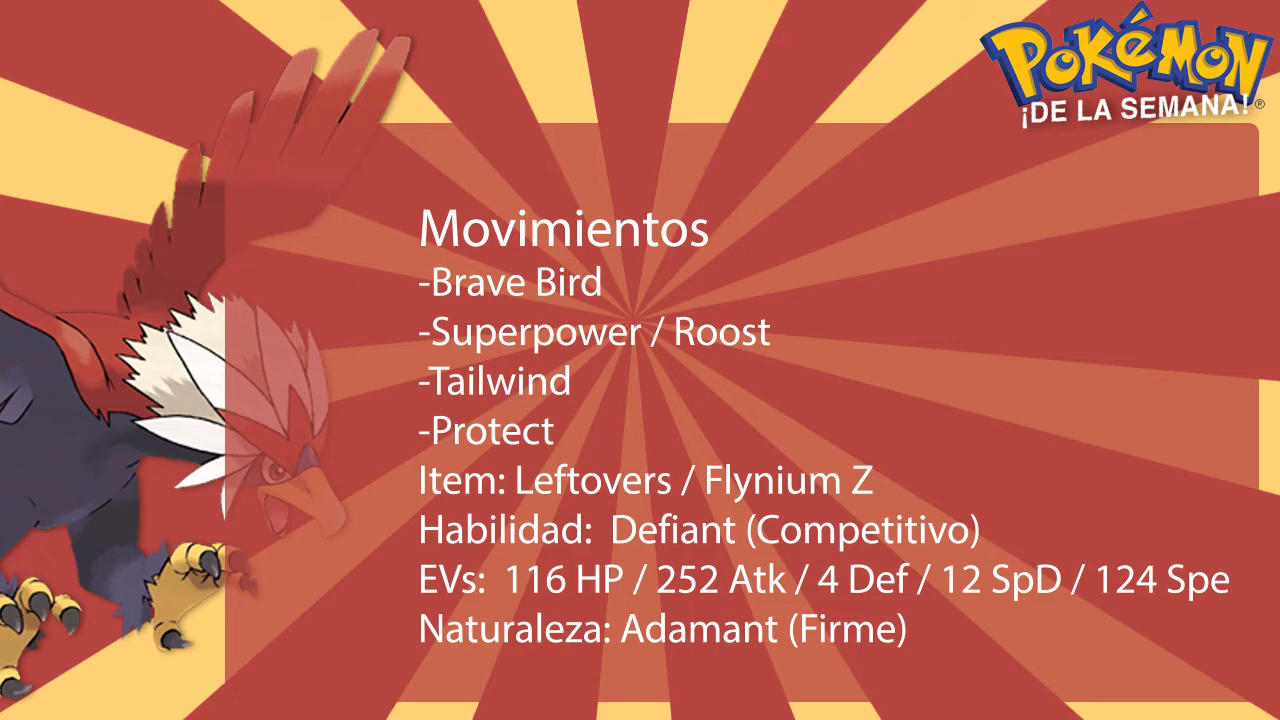 POKéMON
¡DE LA SEMANA!®
Movimientos
-Brave Bird
-Superpower / Roost
-Tailwind
-Protect
Item: Leftovers / Flynium Z
Habilidad:  Defiant (Competitivo)
EVs:  116 HP / 252 Atk / 4 Def / 12 SpD / 124 Spe
Naturaleza: Adamant (Firme)